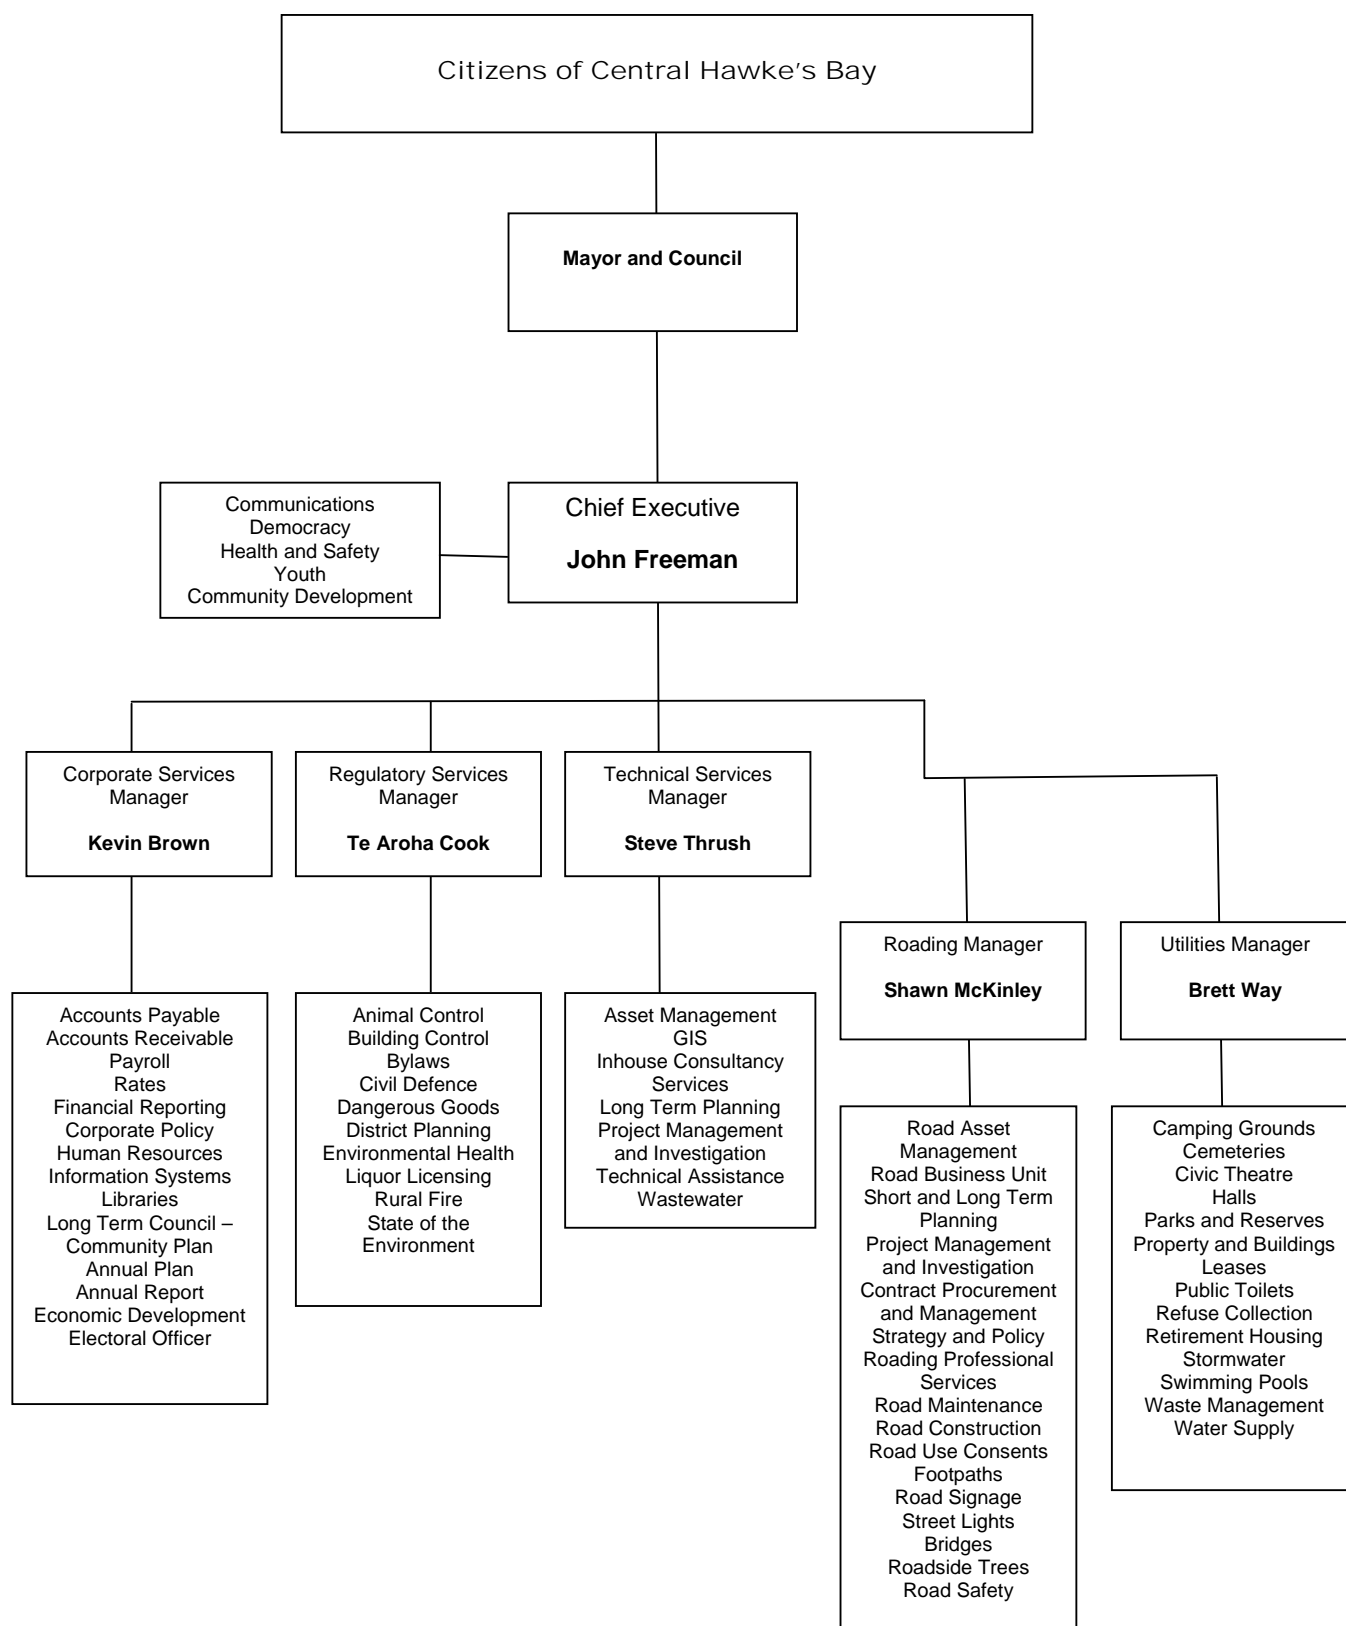 Citizens of Central Hawke's Bay
Mayor and Council
Communications
Democracy
Health and Safety
Youth
Community Development
Chief Executive
John Freeman
Corporate Services
Manager
Kevin Brown
Regulatory Services
Manager
Te Aroha Cook
Technical Services
Manager
Steve Thrush
Roading Manager
Shawn McKinley
Utilities Manager
Brett Way
Accounts Payable
Accounts Receivable
Payroll
Rates
Financial Reporting
Corporate Policy
Human Resources
Information Systems
Libraries
Long Term Council –
Community Plan
Annual Plan
Annual Report
Economic Development
Electoral Officer
Animal Control
Building Control
Bylaws
Civil Defence
Dangerous Goods
District Planning
Environmental Health
Liquor Licensing
Rural Fire
State of the
Environment
Asset Management
GIS
Inhouse Consultancy
Services
Long Term Planning
Project Management
and Investigation
Technical Assistance
Wastewater
Road Asset
Management
Road Business Unit
Short and Long Term
Planning
Project Management
and Investigation
Contract Procurement
and Management
Strategy and Policy
Roading Professional
Services
Road Maintenance
Road Construction
Road Use Consents
Footpaths
Road Signage
Street Lights
Bridges
Roadside Trees
Road Safety
Camping Grounds
Cemeteries
Civic Theatre
Halls
Parks and Reserves
Property and Buildings
Leases
Public Toilets
Refuse Collection
Retirement Housing
Stormwater
Swimming Pools
Waste Management
Water Supply